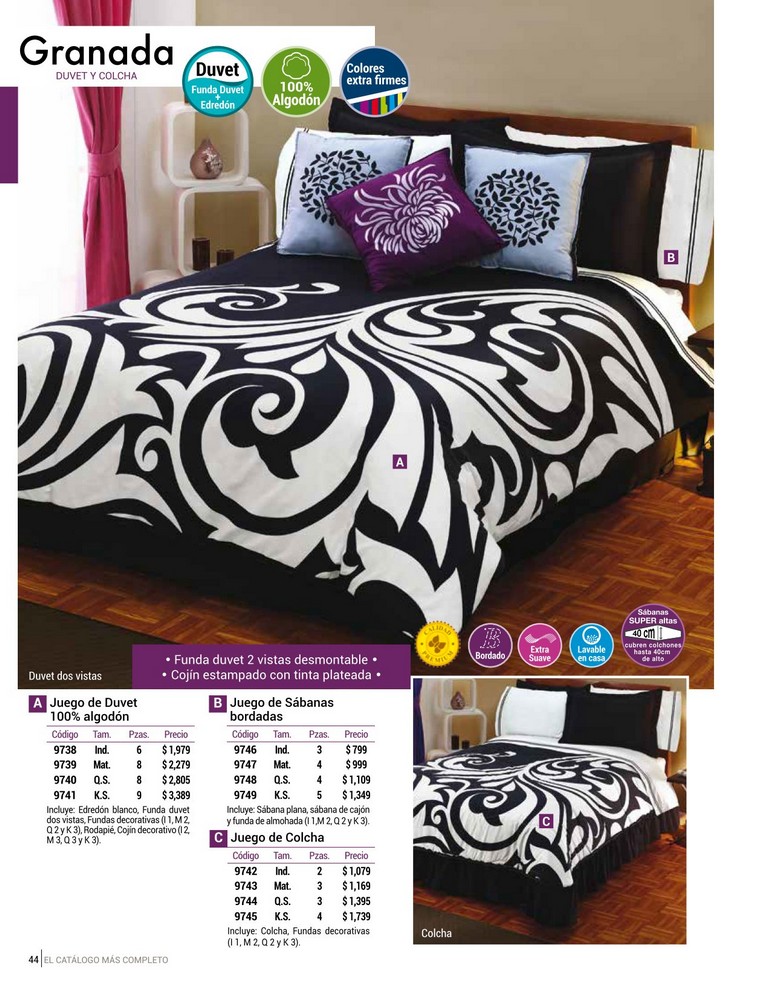 Granada
DUVET Y COLCHA
Duvet
Funda Duvet
+
Edredón
100%
Algodón
Colores
extra firmes
B
A
CALIDAD
PREMIUM
Bordado
Extra
Suave
Lavable
en casa
Sábanas
SUPER altas
40 cm
cubren colchones
hasta 40cm
de alto
Duvet dos vistas
• Funda duvet 2 vistas desmontable •
• Cojín estampado con tinta plateada •
A Juego de Duvet
100% algodón
Código Tam. Pzas. Precio
9738 Ind. 6 $1,979
9739 Mat. 8 $2,279
9740 Q.S. 8 $2,805
9741 K.S. 9 $3,389
Incluye: Edredón blanco, Funda duvet
dos vistas, Fundas decorativas (I 1, M 2,
Q 2 y K 3), Rodapié, Cojín decorativo (I 2,
M 3, Q 3 y K 3).
B Juego de Sábanas
bordadas
Código Tam. Pzas. Precio
9746 Ind. 3 $799
9747 Mat. 4 $999
9748 Q.S. 4 $1,109
9749 K.S. 5 $1,349
Incluye: Sábana plana, sábana de cajón
y funda de almohada (I 1,M 2, Q 2 y K 3).
C Juego de Colcha
Código Tam. Pzas. Precio
9742 Ind. 2 $1,079
9743 Mat. 3 $1,169
9744 Q.S. 3 $1,395
9745 K.S. 4 $1,739
Incluye: Colcha, Fundas decorativas
(I 1, M 2, Q 2 y K 3).
C
Colcha
44 EL CATÁLOGO MÁS COMPLETO